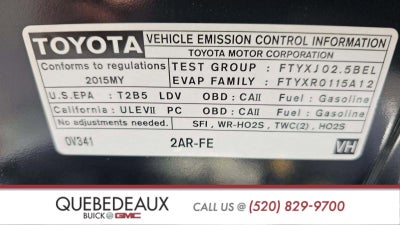 TOYOTA
VEHICLE EMISSION CONTROL INFORMATION
TOYOTA MOTOR CORPORATION
Conforms to regulations
2015MY
TEST GROUP : FTYXJ02.5BEL
EVAP FAMILY : FTYXR0115A12
U.S.EPA : T2B5 LDV OBD : CAII Fuel : Gasoline
California : ULEVII PC OBD : CAII Fuel : Gasoline
No adjustments needed.
SFI , WR-HO2S , TWC(2) , HO2S
0V341
2AR-FE
VH
QUEBEDEAUX
BUICK GMC
CALL US @ (520) 829-9700